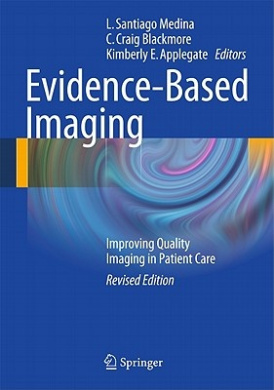 L. Santiago Medina
C. Craig Blackmore
Kimberly E. Applegate Editors
Evidence-Based
Imaging
Improving Quality
Imaging in Patient Care
Revised Edition
Springer